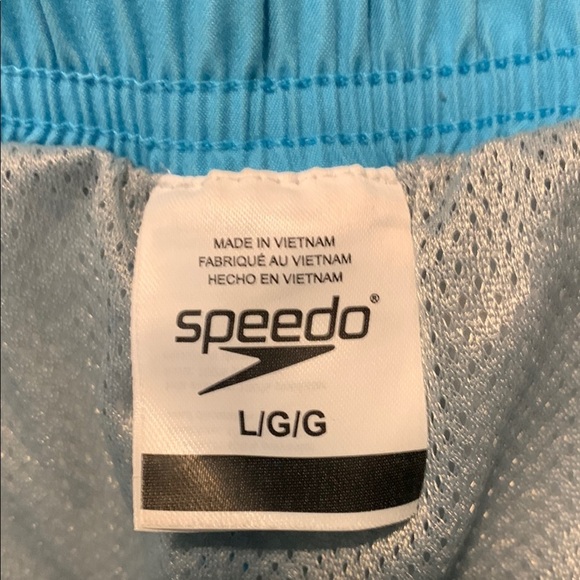 MADE IN VIETNAM
FABRIQUÉ AU VIETNAM
HECHO EN VIETNAM
speedo®
L/G/G